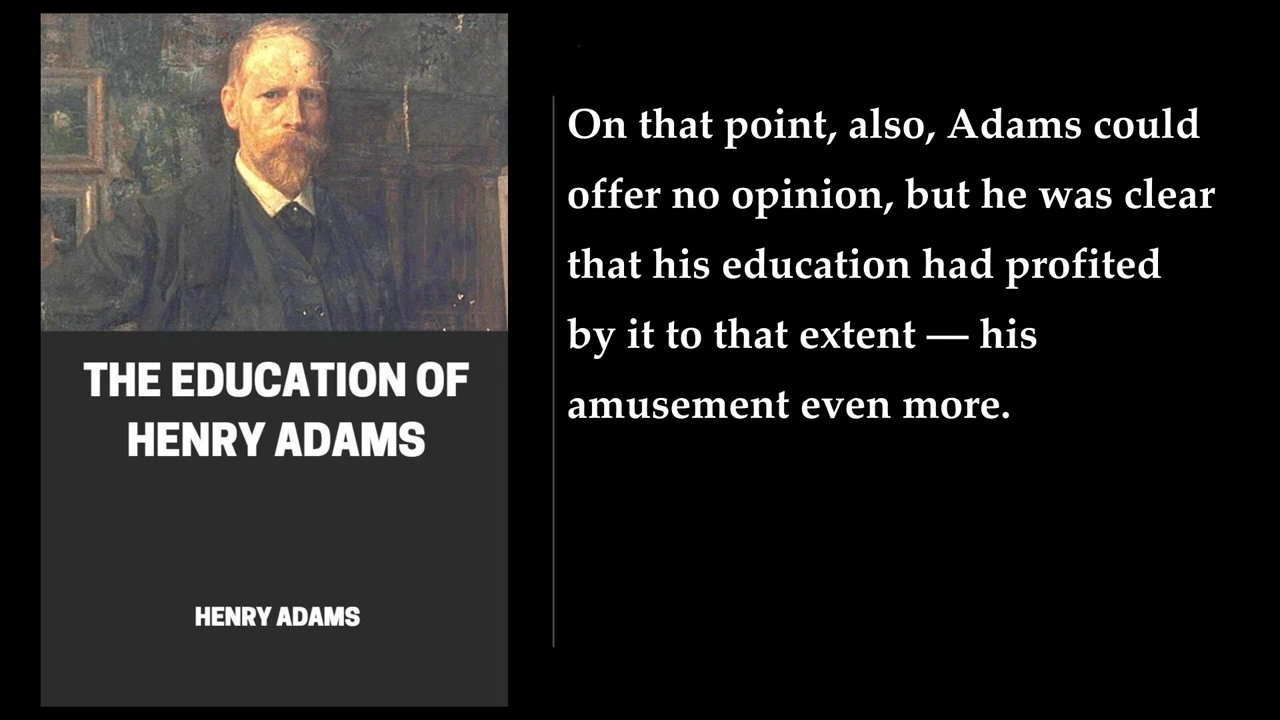 THE EDUCATION OF
HENRY ADAMS
HENRY ADAMS
On that point, also, Adams could
offer no opinion, but he was clear
that his education had profited
by it to that extent — his
amusement even more.